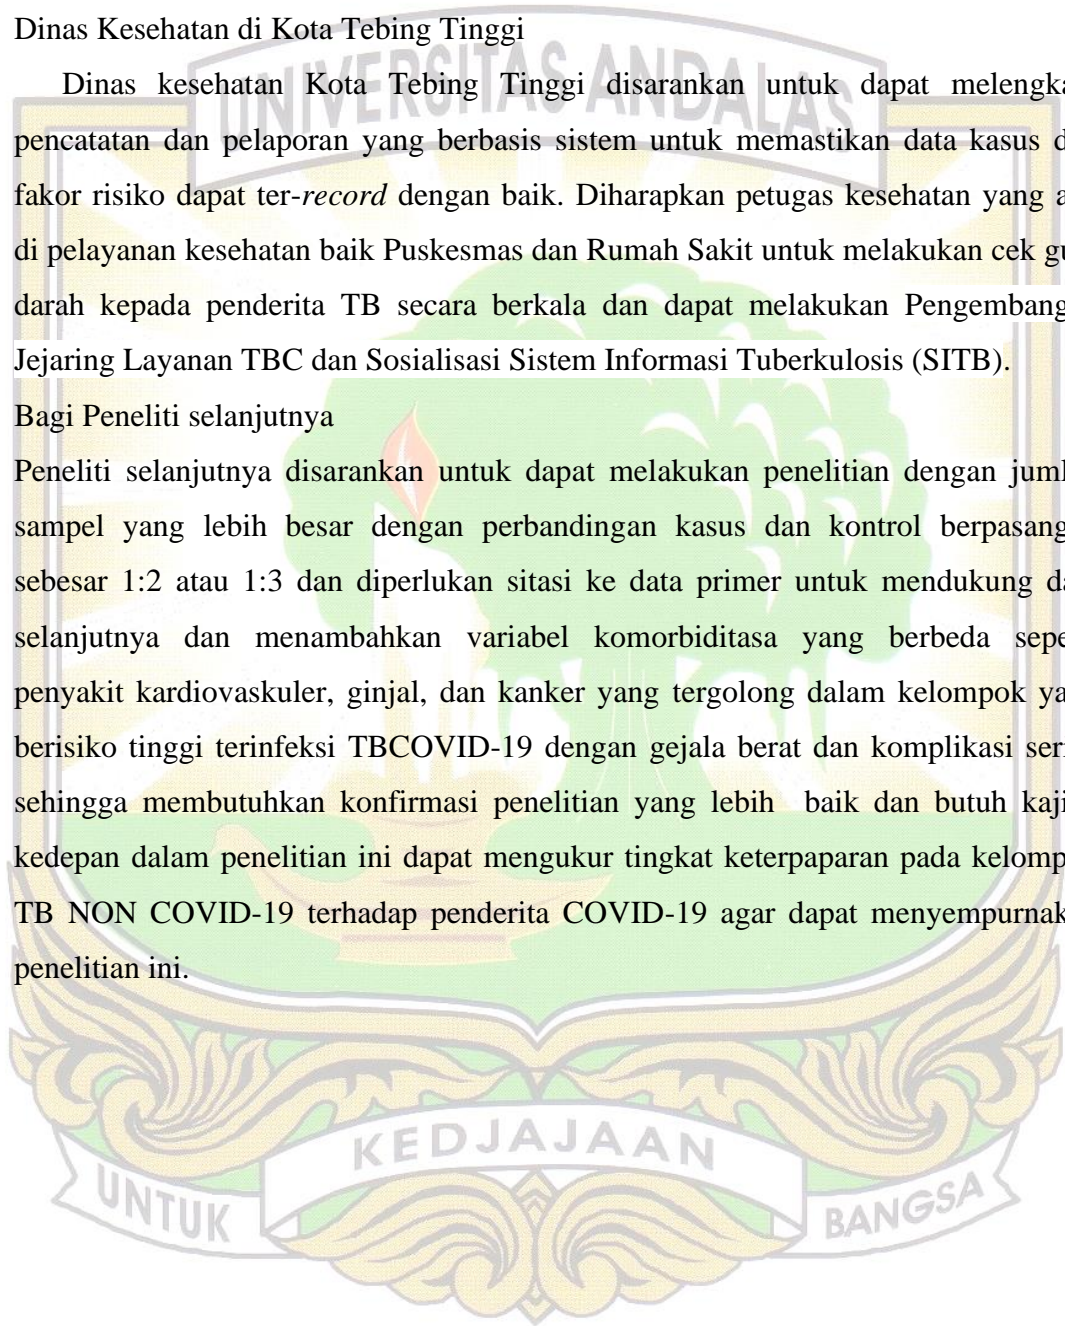 Dinas Kesehatan di Kota Tebing Tinggi
UNIVERSITAS ANDALAS
Dinas kesehatan Kota Tebing Tinggi disarankan untuk dapat melengka
pencatatan dan pelaporan yang berbasis sistem untuk memastikan data kasus d
fakor risiko dapat ter-record dengan baik. Diharapkan petugas kesehatan yang a
di pelayanan kesehatan baik Puskesmas dan Rumah Sakit untuk melakukan cek gu
darah kepada penderita TB secara berkala dan dapat melakukan Pengembang
Jejaring Layanan TBC dan Sosialisasi Sistem Informasi Tuberkulosis (SITB).
Bagi Peneliti selanjutnya
Peneliti selanjutnya disarankan untuk dapat melakukan penelitian dengan juml
sampel yang lebih besar dengan perbandingan kasus dan kontrol berpasang
sebesar 1:2 atau 1:3 dan diperlukan sitasi ke data primer untuk mendukung da
selanjutnya dan menambahkan variabel komorbiditasa yang berbeda sepe
penyakit kardiovaskuler, ginjal, dan kanker yang tergolong dalam kelompok ya
berisiko tinggi terinfeksi TBCOVID-19 dengan gejala berat dan komplikasi seri
sehingga membutuhkan konfirmasi penelitian yang lebih baik dan butuh kaji
kedepan dalam penelitian ini dapat mengukur tingkat keterpaparan pada kelomp
TB NON COVID-19 terhadap penderita COVID-19 agar dapat menyempurnak
penelitian ini.
UNTUK KEDJAJAAN BANGSA